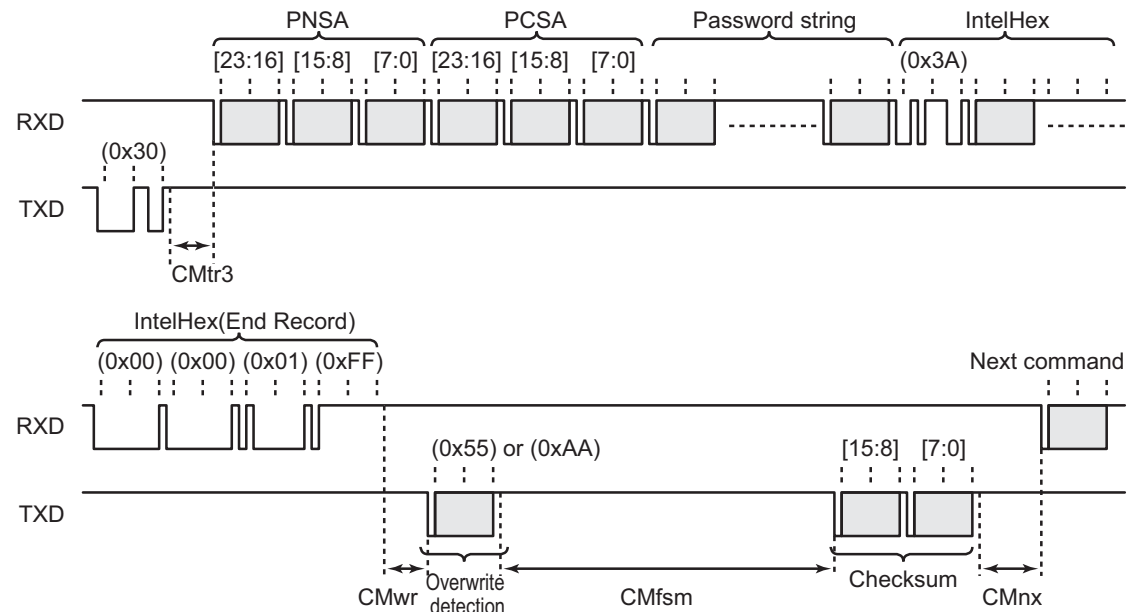 PNSA PCSA Password string IntelHex
[23:16] [15:8] [7:0] [23:16] [15:8] [7:0] (0x3A)
RXD
(0x30)
TXD
CMtr3
IntelHex(End Record)
(0x00) (0x00) (0x01) (0xFF) Next command
RXD
(0x55) or (0xAA) [15:8] [7:0]
TXD
CMwr Overwrite detection CMfsm Checksum CMnx